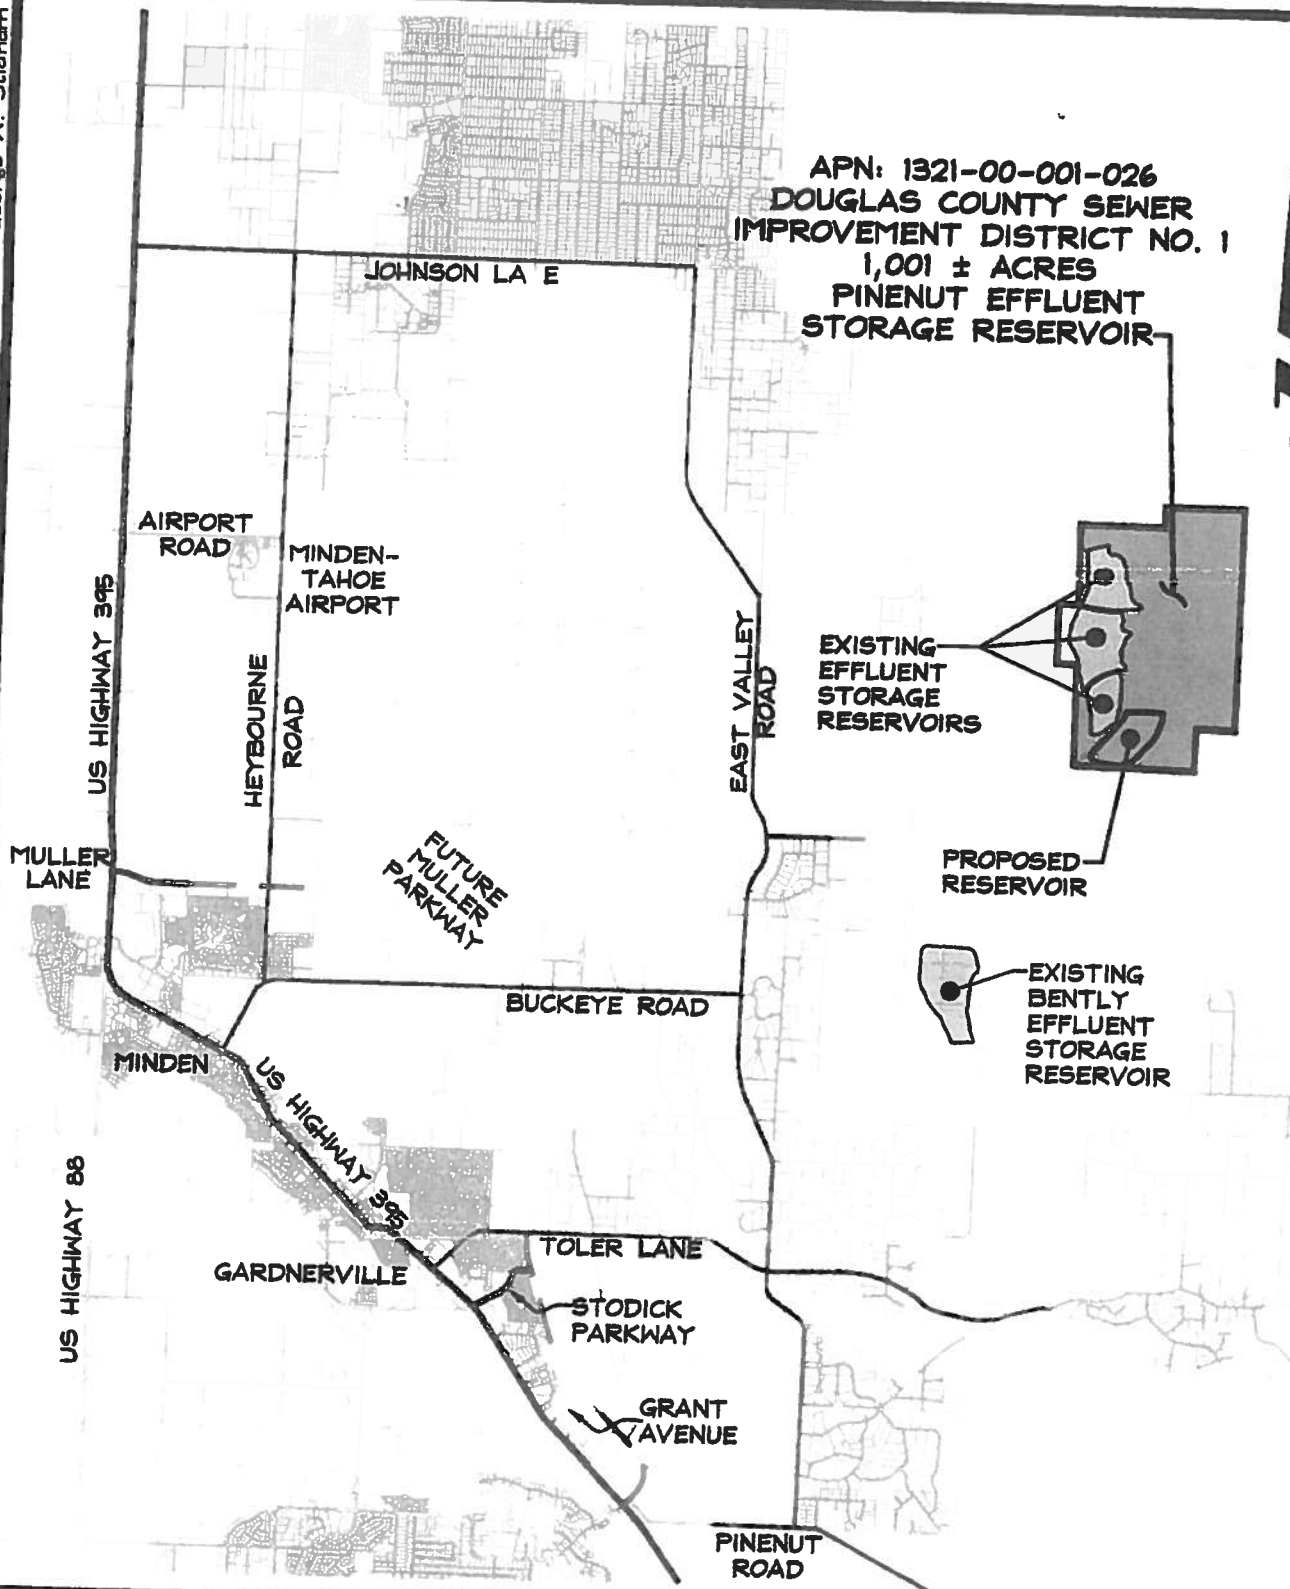 APN: 1321-00-001-026
DOUGLAS COUNTY SEWER
IMPROVEMENT DISTRICT NO. 1
1,001 ± ACRES
PINENUT EFFLUENT
STORAGE RESERVOIR
JOHNSON LA E
AIRPORT
ROAD
MINDEN-
TAHOE
AIRPORT
US HIGHWAY 395
HEYBOURNE
ROAD
EAST VALLEY
ROAD
EXISTING
EFFLUENT
STORAGE
RESERVOIRS
MULLER
LANE
FUTURE
MULLER
PARKWAY
PROPOSED
RESERVOIR
BUCKEYE ROAD
EXISTING
BENTLY
EFFLUENT
STORAGE
RESERVOIR
MINDEN
US HIGHWAY 395
US HIGHWAY 88
GARDNERVILLE
TOLER LANE
STODICK
PARKWAY
GRANT
AVENUE
PINENUT
ROAD